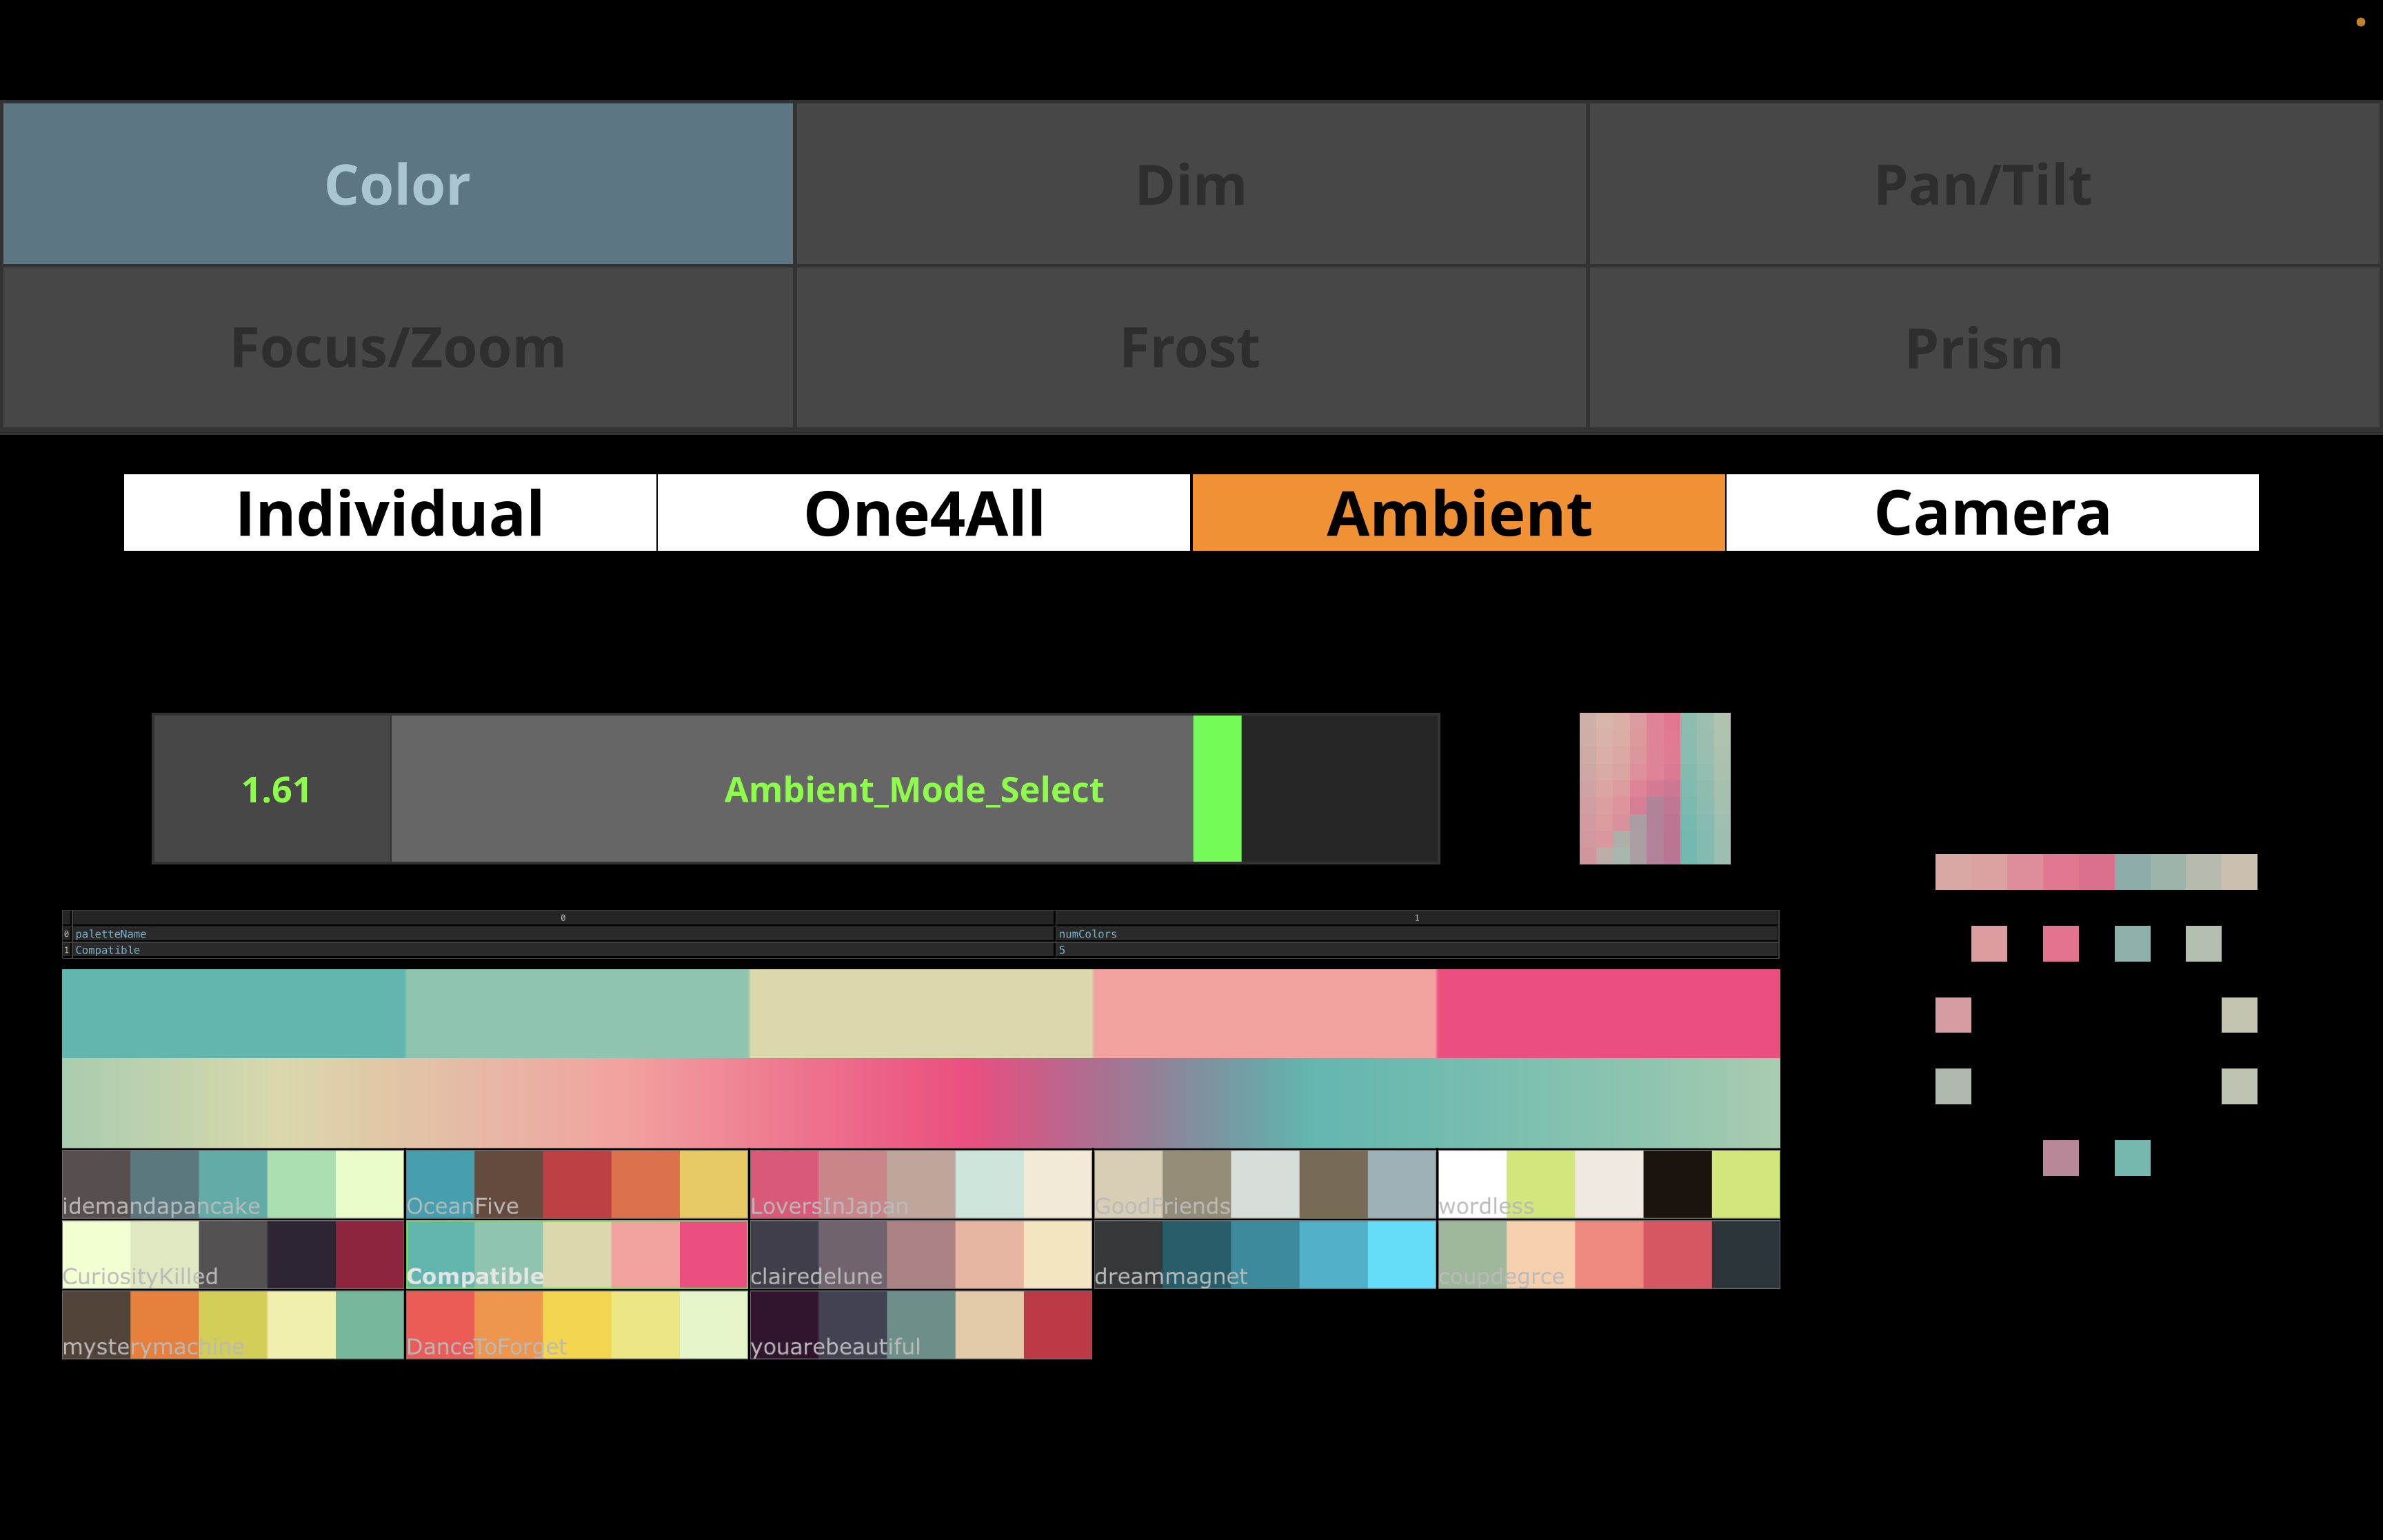 Color Dim Pan/Tilt
Focus/Zoom Frost Prism
Individual One4All Ambient Camera
1.61 Ambient_Mode_Select
0 1
0 paletteName numColors
1 Compatible 5
idemandapancake OceanFive LoversInJapan GoodFriends wordless
CuriosityKilled Compatible clairedelune dreammagnet coupdegrce
mysterymachine DanceToForget youarebeautiful